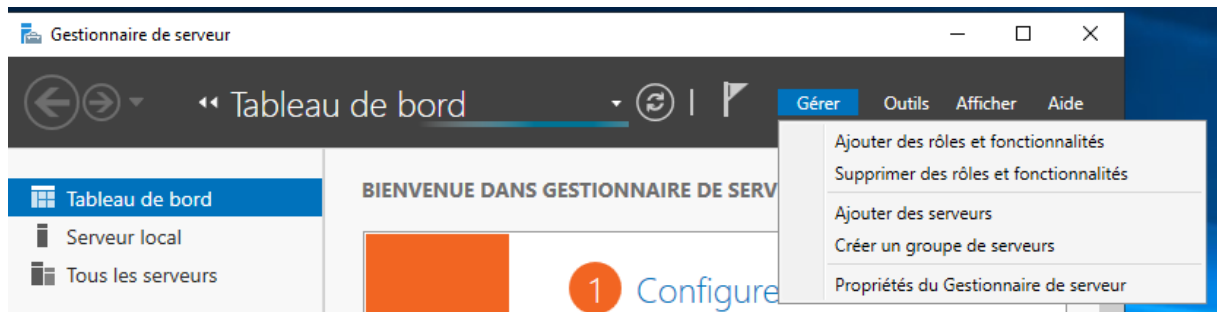 Gestionnaire de serveur
Tableau de bord
Gérer Outils Afficher Aide
Ajouter des rôles et fonctionnalités
Supprimer des rôles et fonctionnalités
Ajouter des serveurs
Créer un groupe de serveurs
Propriétés du Gestionnaire de serveur
Tableau de bord
Serveur local
Tous les serveurs
BIENVENUE DANS GESTIONNAIRE DE SERV
1 Configure